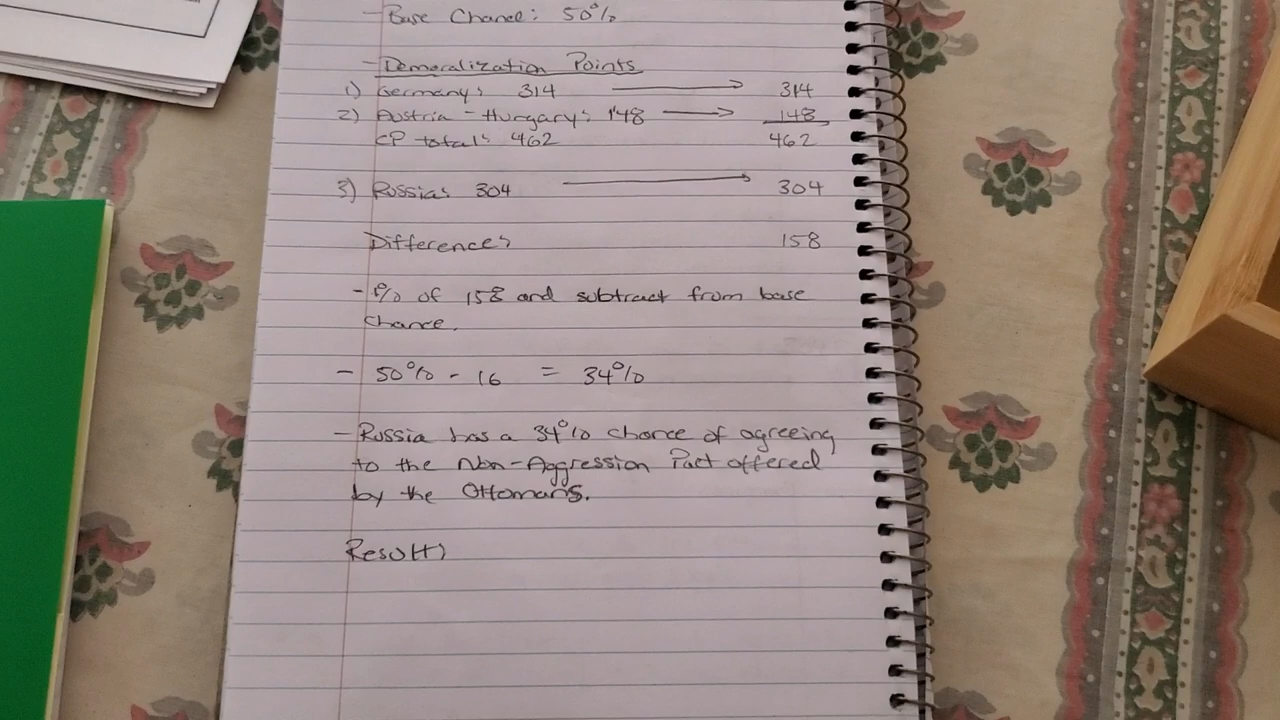 - Base Chance: 50%
- Demoralization Points
1) Germany: 314 → 314
2) Austria-Hungary: 148 → 148
CP total: 462 462
3) Russia: 304 → 304
Difference: 158
- % of 158 and subtract from base
chance.
- 50% - 16 = 34%
- Russia has a 34% chance of agreeing
to the Non-Aggression Pact offered
by the Ottomans.
Result: